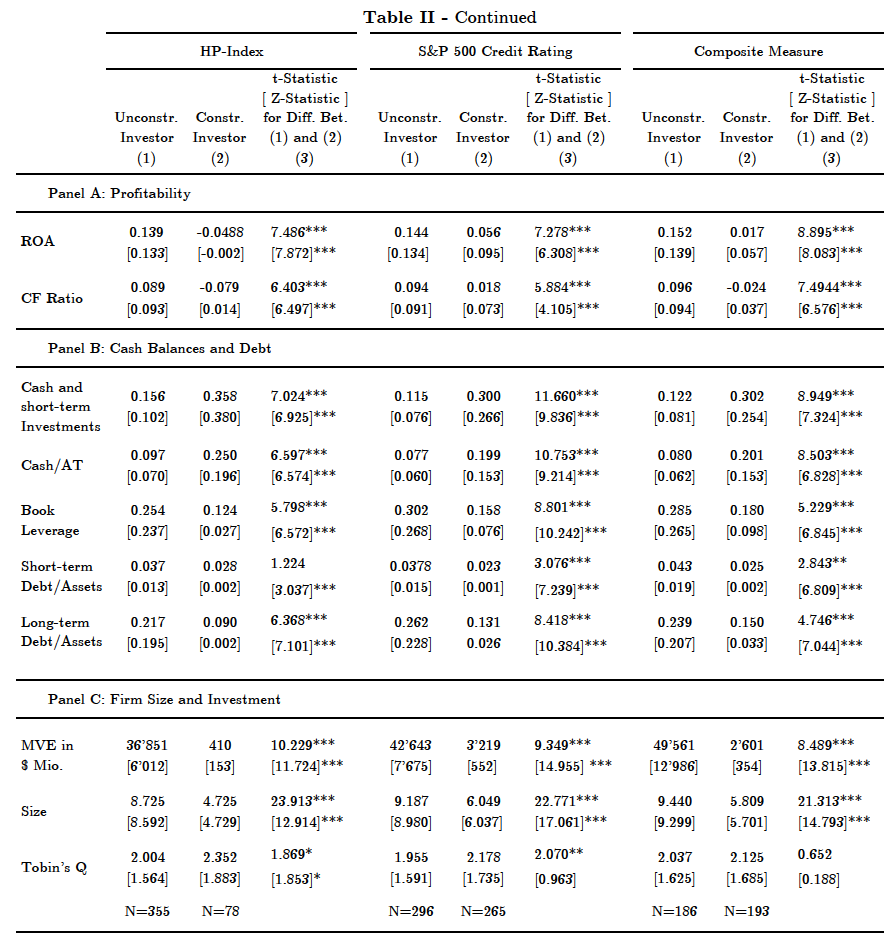 Table II - Continued
HP-Index S&P 500 Credit Rating Composite Measure
t-Statistic t-Statistic t-Statistic
[ Z-Statistic ] [ Z-Statistic ] [ Z-Statistic ]
Unconstr. Constr. for Diff. Bet. Unconstr. Constr. for Diff. Bet. Unconstr. Constr. for Diff. Bet.
Investor Investor (1) and (2) Investor Investor (1) and (2) Investor Investor (1) and (2)
(1) (2) (3) (1) (2) (3) (1) (2) (3)
Panel A: Profitability
ROA 0.139 -0.0488 7.486*** 0.144 0.056 7.278*** 0.152 0.017 8.895***
[0.133] [-0.002] [7.872]*** [0.134] [0.095] [6.308]*** [0.139] [0.057] [8.083]***
CF Ratio 0.089 -0.079 6.403*** 0.094 0.018 5.884*** 0.096 -0.024 7.4944***
[0.093] [0.014] [6.497]*** [0.091] [0.073] [4.105]*** [0.094] [0.037] [6.576]***
Panel B: Cash Balances and Debt
Cash and
short-term 0.156 0.358 7.024*** 0.115 0.300 11.660*** 0.122 0.302 8.949***
Investments [0.102] [0.380] [6.925]*** [0.076] [0.266] [9.836]*** [0.081] [0.254] [7.324]***
Cash/AT 0.097 0.250 6.597*** 0.077 0.199 10.753*** 0.080 0.201 8.503***
[0.070] [0.196] [6.574]*** [0.060] [0.153] [9.214]*** [0.062] [0.153] [6.828]***
Book 0.254 0.124 5.798*** 0.302 0.158 8.801*** 0.285 0.180 5.229***
Leverage [0.237] [0.027] [6.572]*** [0.268] [0.076] [10.242]*** [0.265] [0.098] [6.845]***
Short-term 0.037 0.028 1.224 0.0378 0.023 3.076*** 0.043 0.025 2.843**
Debt/Assets [0.013] [0.002] [3.037]*** [0.015] [0.001] [7.239]*** [0.019] [0.002] [6.809]***
Long-term 0.217 0.090 6.368*** 0.262 0.131 8.418*** 0.239 0.150 4.746***
Debt/Assets [0.195] [0.002] [7.101]*** [0.228] 0.026 [10.384]*** [0.207] [0.033] [7.044]***
Panel C: Firm Size and Investment
MVE in 36'851 410 10.229*** 42'643 3'219 9.349*** 49'561 2'601 8.489***
$ Mio. [6'012] [153] [11.724]*** [7'675] [552] [14.955] *** [12'986] [354] [13.815]***
Size 8.725 4.725 23.913*** 9.187 6.049 22.771*** 9.440 5.809 21.313***
[8.592] [4.729] [12.914]*** [8.980] [6.037] [17.061]*** [9.299] [5.701] [14.793]***
Tobin's Q 2.004 2.352 1.869* 1.955 2.178 2.070** 2.037 2.125 0.652
[1.564] [1.883] [1.853]* [1.591] [1.735] [0.963] [1.625] [1.685] [0.188]
N=355 N=78 N=296 N=265 N=186 N=193